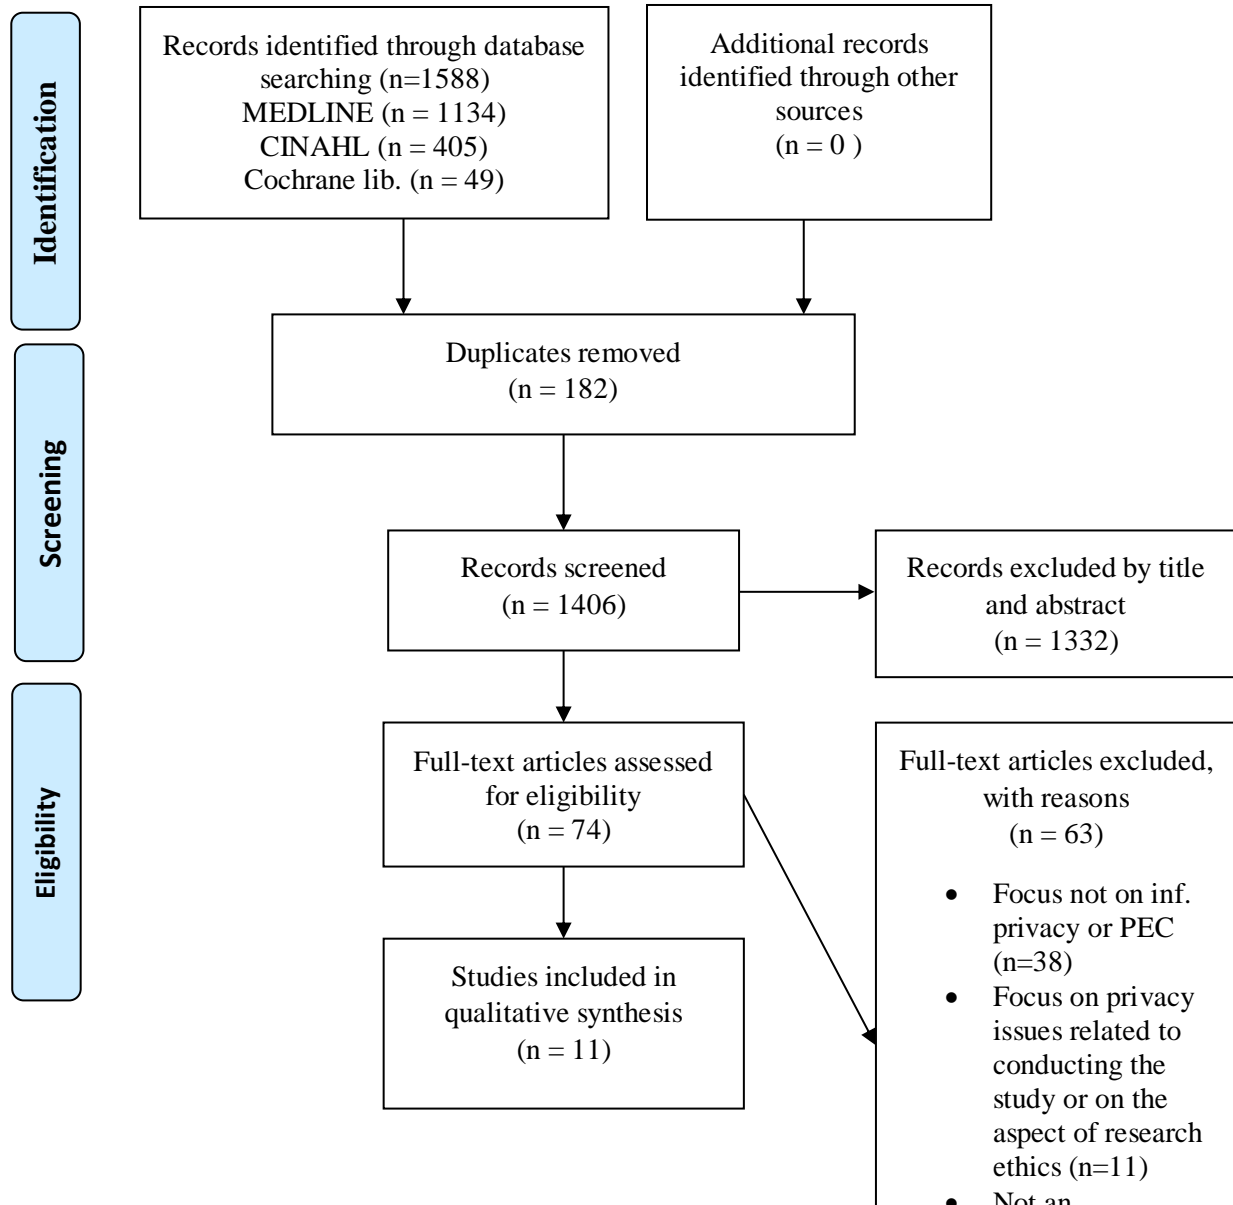 Identification
Records identified through database
searching (n=1588)
MEDLINE (n = 1134)
CINAHL (n = 405)
Cochrane lib. (n = 49)
Additional records
identified through other
sources
(n = 0 )
Screening
Duplicates removed
(n = 182)
Records screened
(n = 1406)
Records excluded by title
and abstract
(n = 1332)
Eligibility
Full-text articles assessed
for eligibility
(n = 74)
Full-text articles excluded,
with reasons
(n = 63)
• Focus not on inf.
privacy or PEC
(n=38)
• Focus on privacy
issues related to
conducting the
study or on the
aspect of research
ethics (n=11)
• Not an
Studies included in
qualitative synthesis
(n = 11)